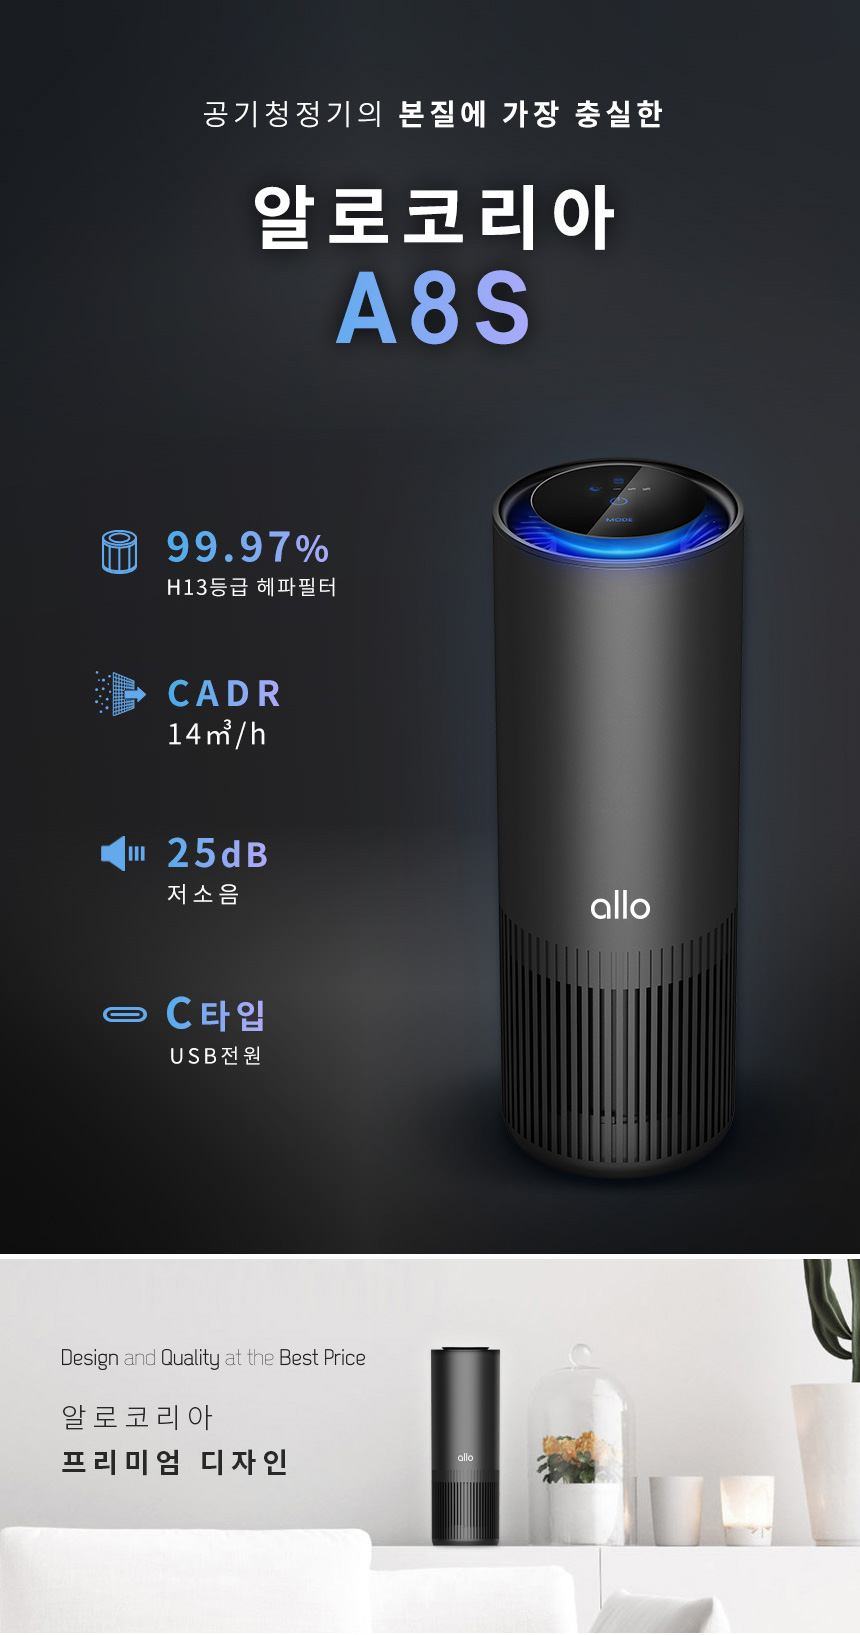 공기청정기의 본질에 가장 충실한
알로코리아
A8S
99.97%
H13등급 헤파필터
CADR
14㎥/h
25dB
저소음
C타입
USB전원
MODE
allo
Design and Quality at the Best Price
알로코리아
프리미엄 디자인
allo